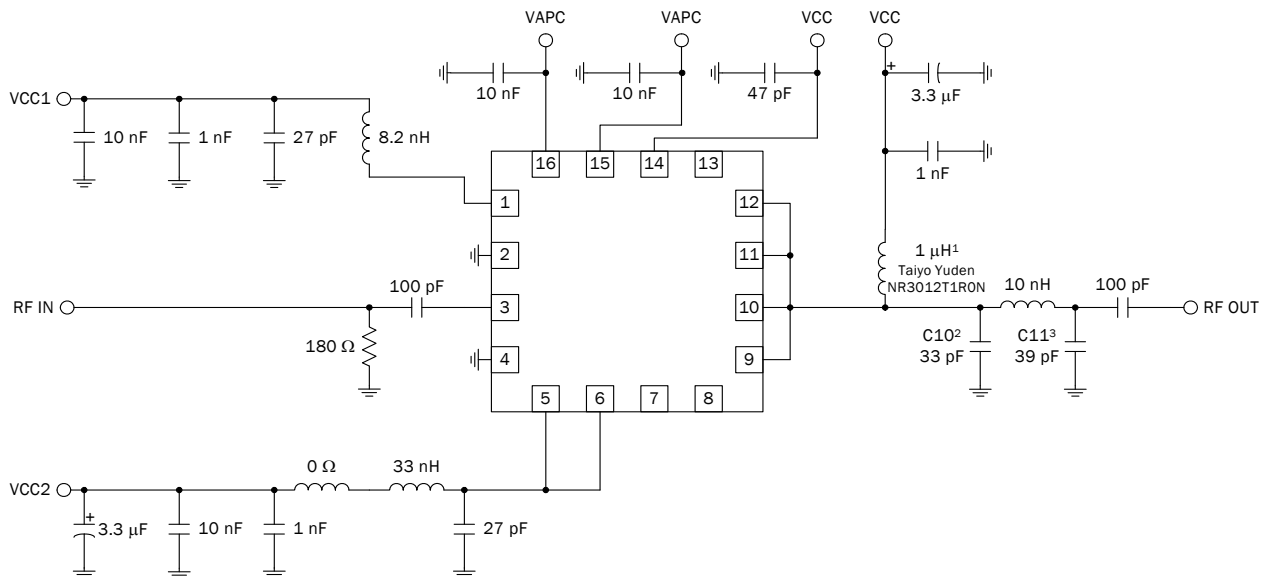 VAPC
VAPC
VCC
VCC
10 nF
10 nF
47 pF
+
3.3 μF
VCC1
10 nF
1 nF
27 pF
8.2 nH
1 nF
16
15
14
13
1
12
2
11
3
10
4
9
5
6
7
8
1 μH¹
Taiyo Yuden
NR3012T1R0N
10 nH
100 pF
RF OUT
C10²
33 pF
C11³
39 pF
RF IN
100 pF
180 Ω
VCC2
0 Ω
33 nH
+
3.3 μF
10 nF
1 nF
27 pF